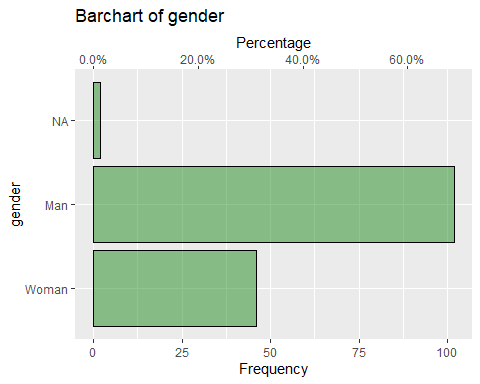 Barchart of gender
Percentage
0.0% 20.0% 40.0% 60.0%
NA
Man
Woman
gender
0 25 50 75 100
Frequency